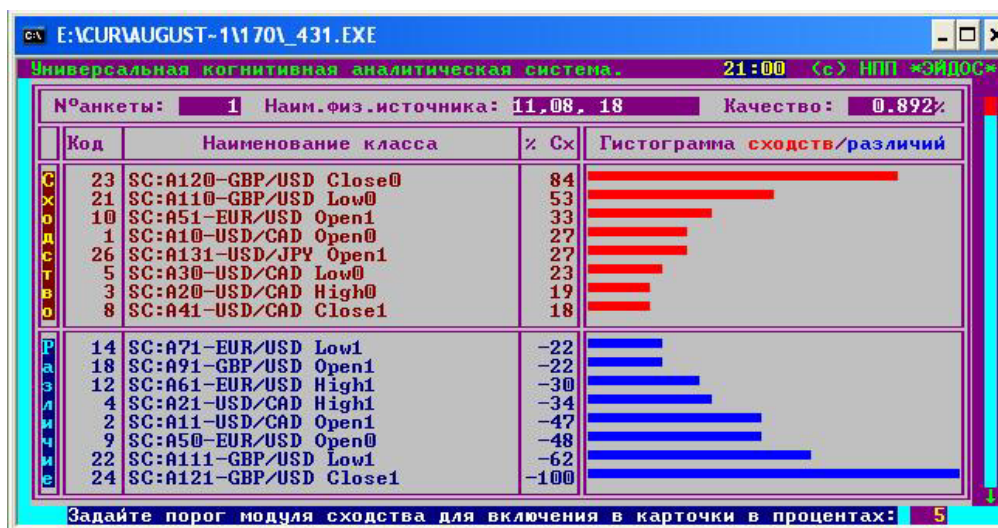 E:\CUR\AUGUST~1\170\_431.EXE
Универсальная когнитивная аналитическая система. 21:00 (c) НПП *ЭЙДОС*
N°анкеты: 1 Наим.физ.источника: 11,08, 18 Качество: 0.892%
Код Наименование класса % Сх Гистограмма сходств/различий
Сходство
23 SC:A120-GBP/USD Close0 84
21 SC:A110-GBP/USD Low0 53
10 SC:A51-EUR/USD Open1 33
1 SC:A10-USD/CAD Open0 27
26 SC:A131-USD/JPY Open1 27
5 SC:A30-USD/CAD Low0 23
3 SC:A20-USD/CAD High0 19
8 SC:A41-USD/CAD Close1 18
Различие
14 SC:A71-EUR/USD Low1 -22
18 SC:A91-GBP/USD Open1 -22
12 SC:A61-EUR/USD High1 -30
4 SC:A21-USD/CAD High1 -34
2 SC:A11-USD/CAD Open1 -47
9 SC:A50-EUR/USD Open0 -48
22 SC:A111-GBP/USD Low1 -62
24 SC:A121-GBP/USD Close1 -100
Задайте порог модуля сходства для включения в карточки в процентах: 5